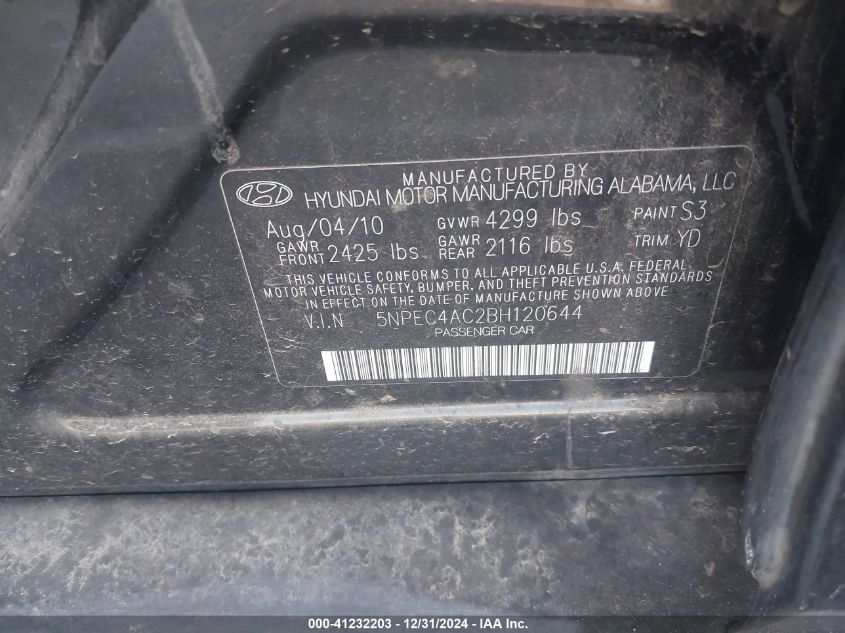 MANUFACTURED BY
HYUNDAI MOTOR MANUFACTURING ALABAMA, LLC
Aug/04/10 GVWR 4299 lbs PAINT S3
GAWR FRONT 2425 lbs GAWR REAR 2116 lbs TRIM YD
THIS VEHICLE CONFORMS TO ALL APPLICABLE U.S.A. FEDERAL
MOTOR VEHICLE SAFETY, BUMPER, AND THEFT PREVENTION STANDARDS
IN EFFECT ON THE DATE OF MANUFACTURE SHOWN ABOVE
V.I.N 5NPEC4AC2BH120644
PASSENGER CAR
000-41232203 - 12/31/2024 - IAA Inc.